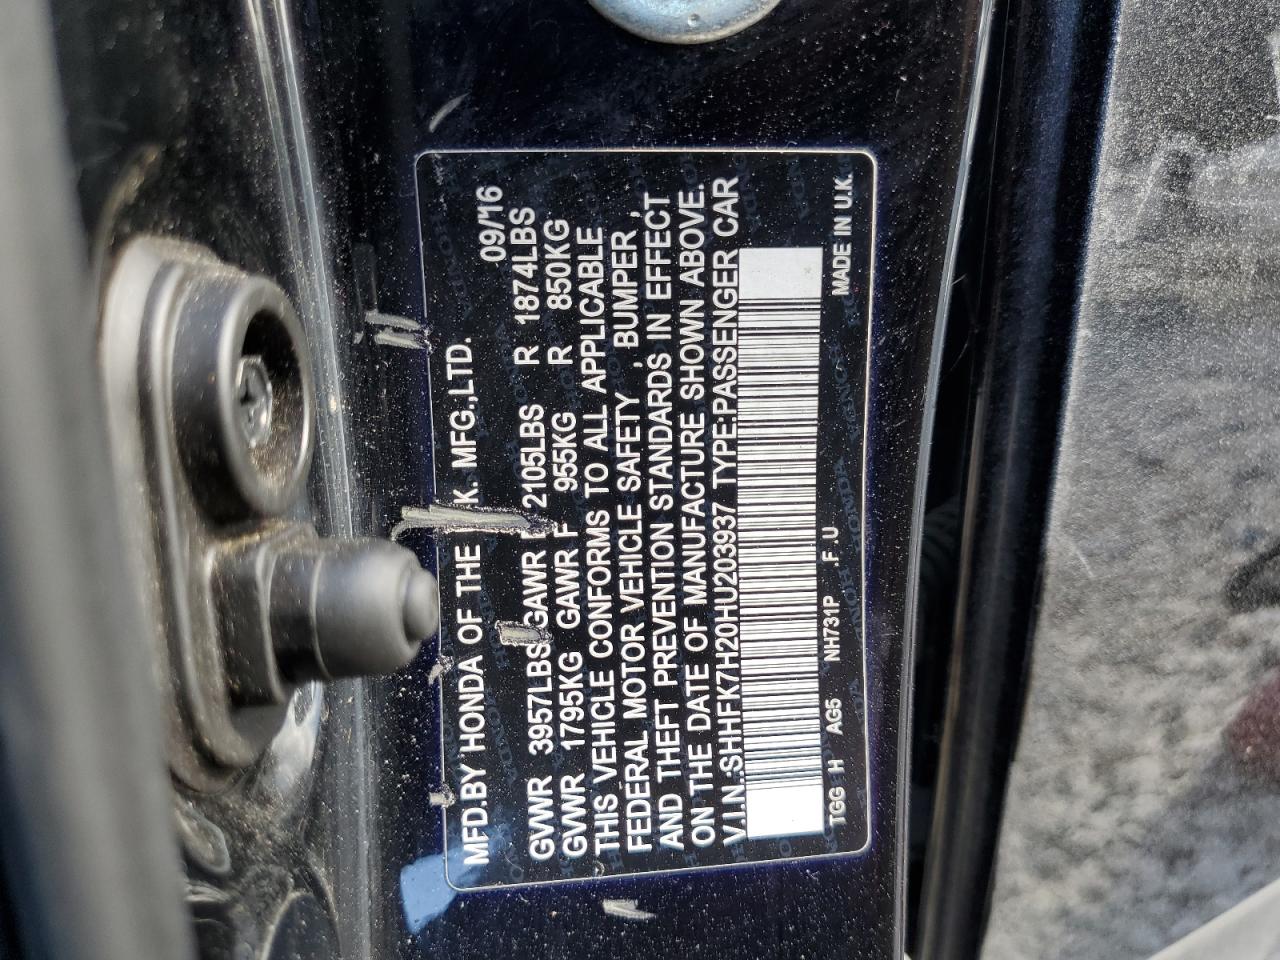 MFD.BY HONDA OF THE K. MFG.,LTD. 09/16
GVWR 3957LBS GAWR F 2105LBS R 1874LBS
GVWR 1795KG GAWR F 955KG R 850KG
THIS VEHICLE CONFORMS TO ALL APPLICABLE
FEDERAL MOTOR VEHICLE SAFETY , BUMPER ,
AND THEFT PREVENTION STANDARDS IN EFFECT
ON THE DATE OF MANUFACTURE SHOWN ABOVE.
V.I.N.:SHHFK7H20HU203937 TYPE:PASSENGER CAR
TGG H AG5 NH731P .F.U MADE IN U.K.